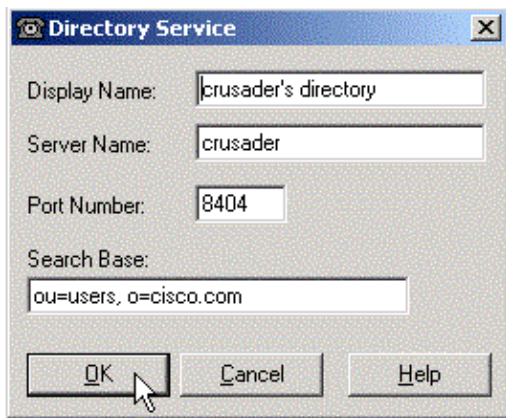 Directory Service
Display Name: crusader's directory
Server Name: crusader
Port Number: 8404
Search Base:
ou=users, o=cisco.com
OK Cancel Help